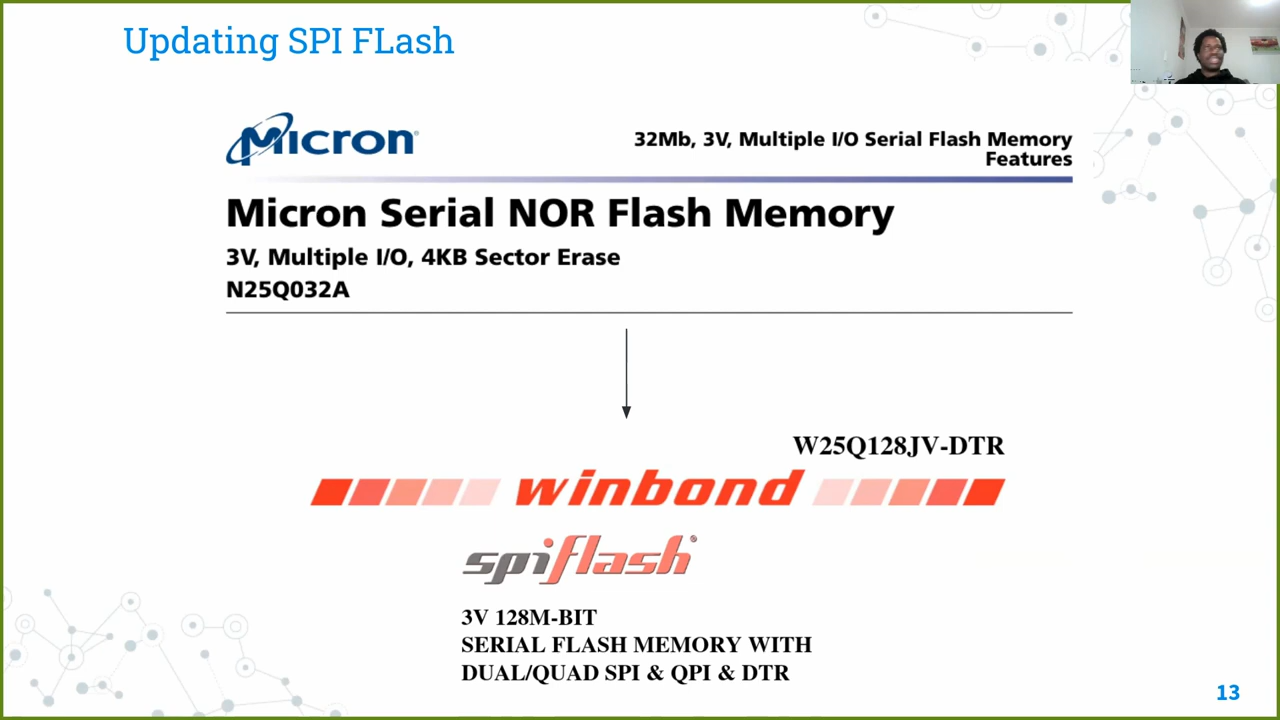 Updating SPI FLash
Micron®
32Mb, 3V, Multiple I/O Serial Flash Memory
Features
Micron Serial NOR Flash Memory
3V, Multiple I/O, 4KB Sector Erase
N25Q032A
W25Q128JV-DTR
winbond
spiflash®
3V 128M-BIT
SERIAL FLASH MEMORY WITH
DUAL/QUAD SPI & QPI & DTR
13